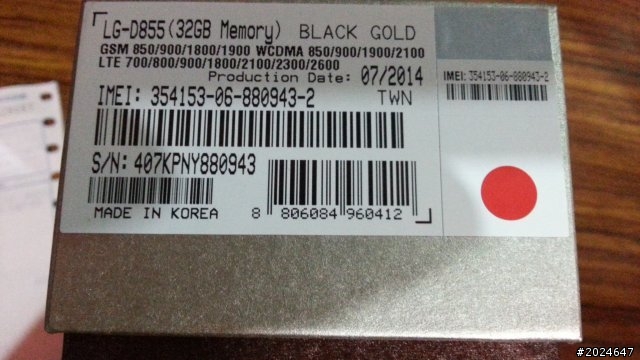 LG-D855(32GB Memory) BLACK GOLD
GSM 850/900/1800/1900 WCDMA 850/900/1900/2100
LTE 700/800/900/1800/2100/2300/2600
Production Date: 07/2014
IMEI: 354153-06-880943-2 TWN
S/N: 407KPNY880943
MADE IN KOREA
8 806084 960412
IMEI: 354153-06-880943-2
#2024647